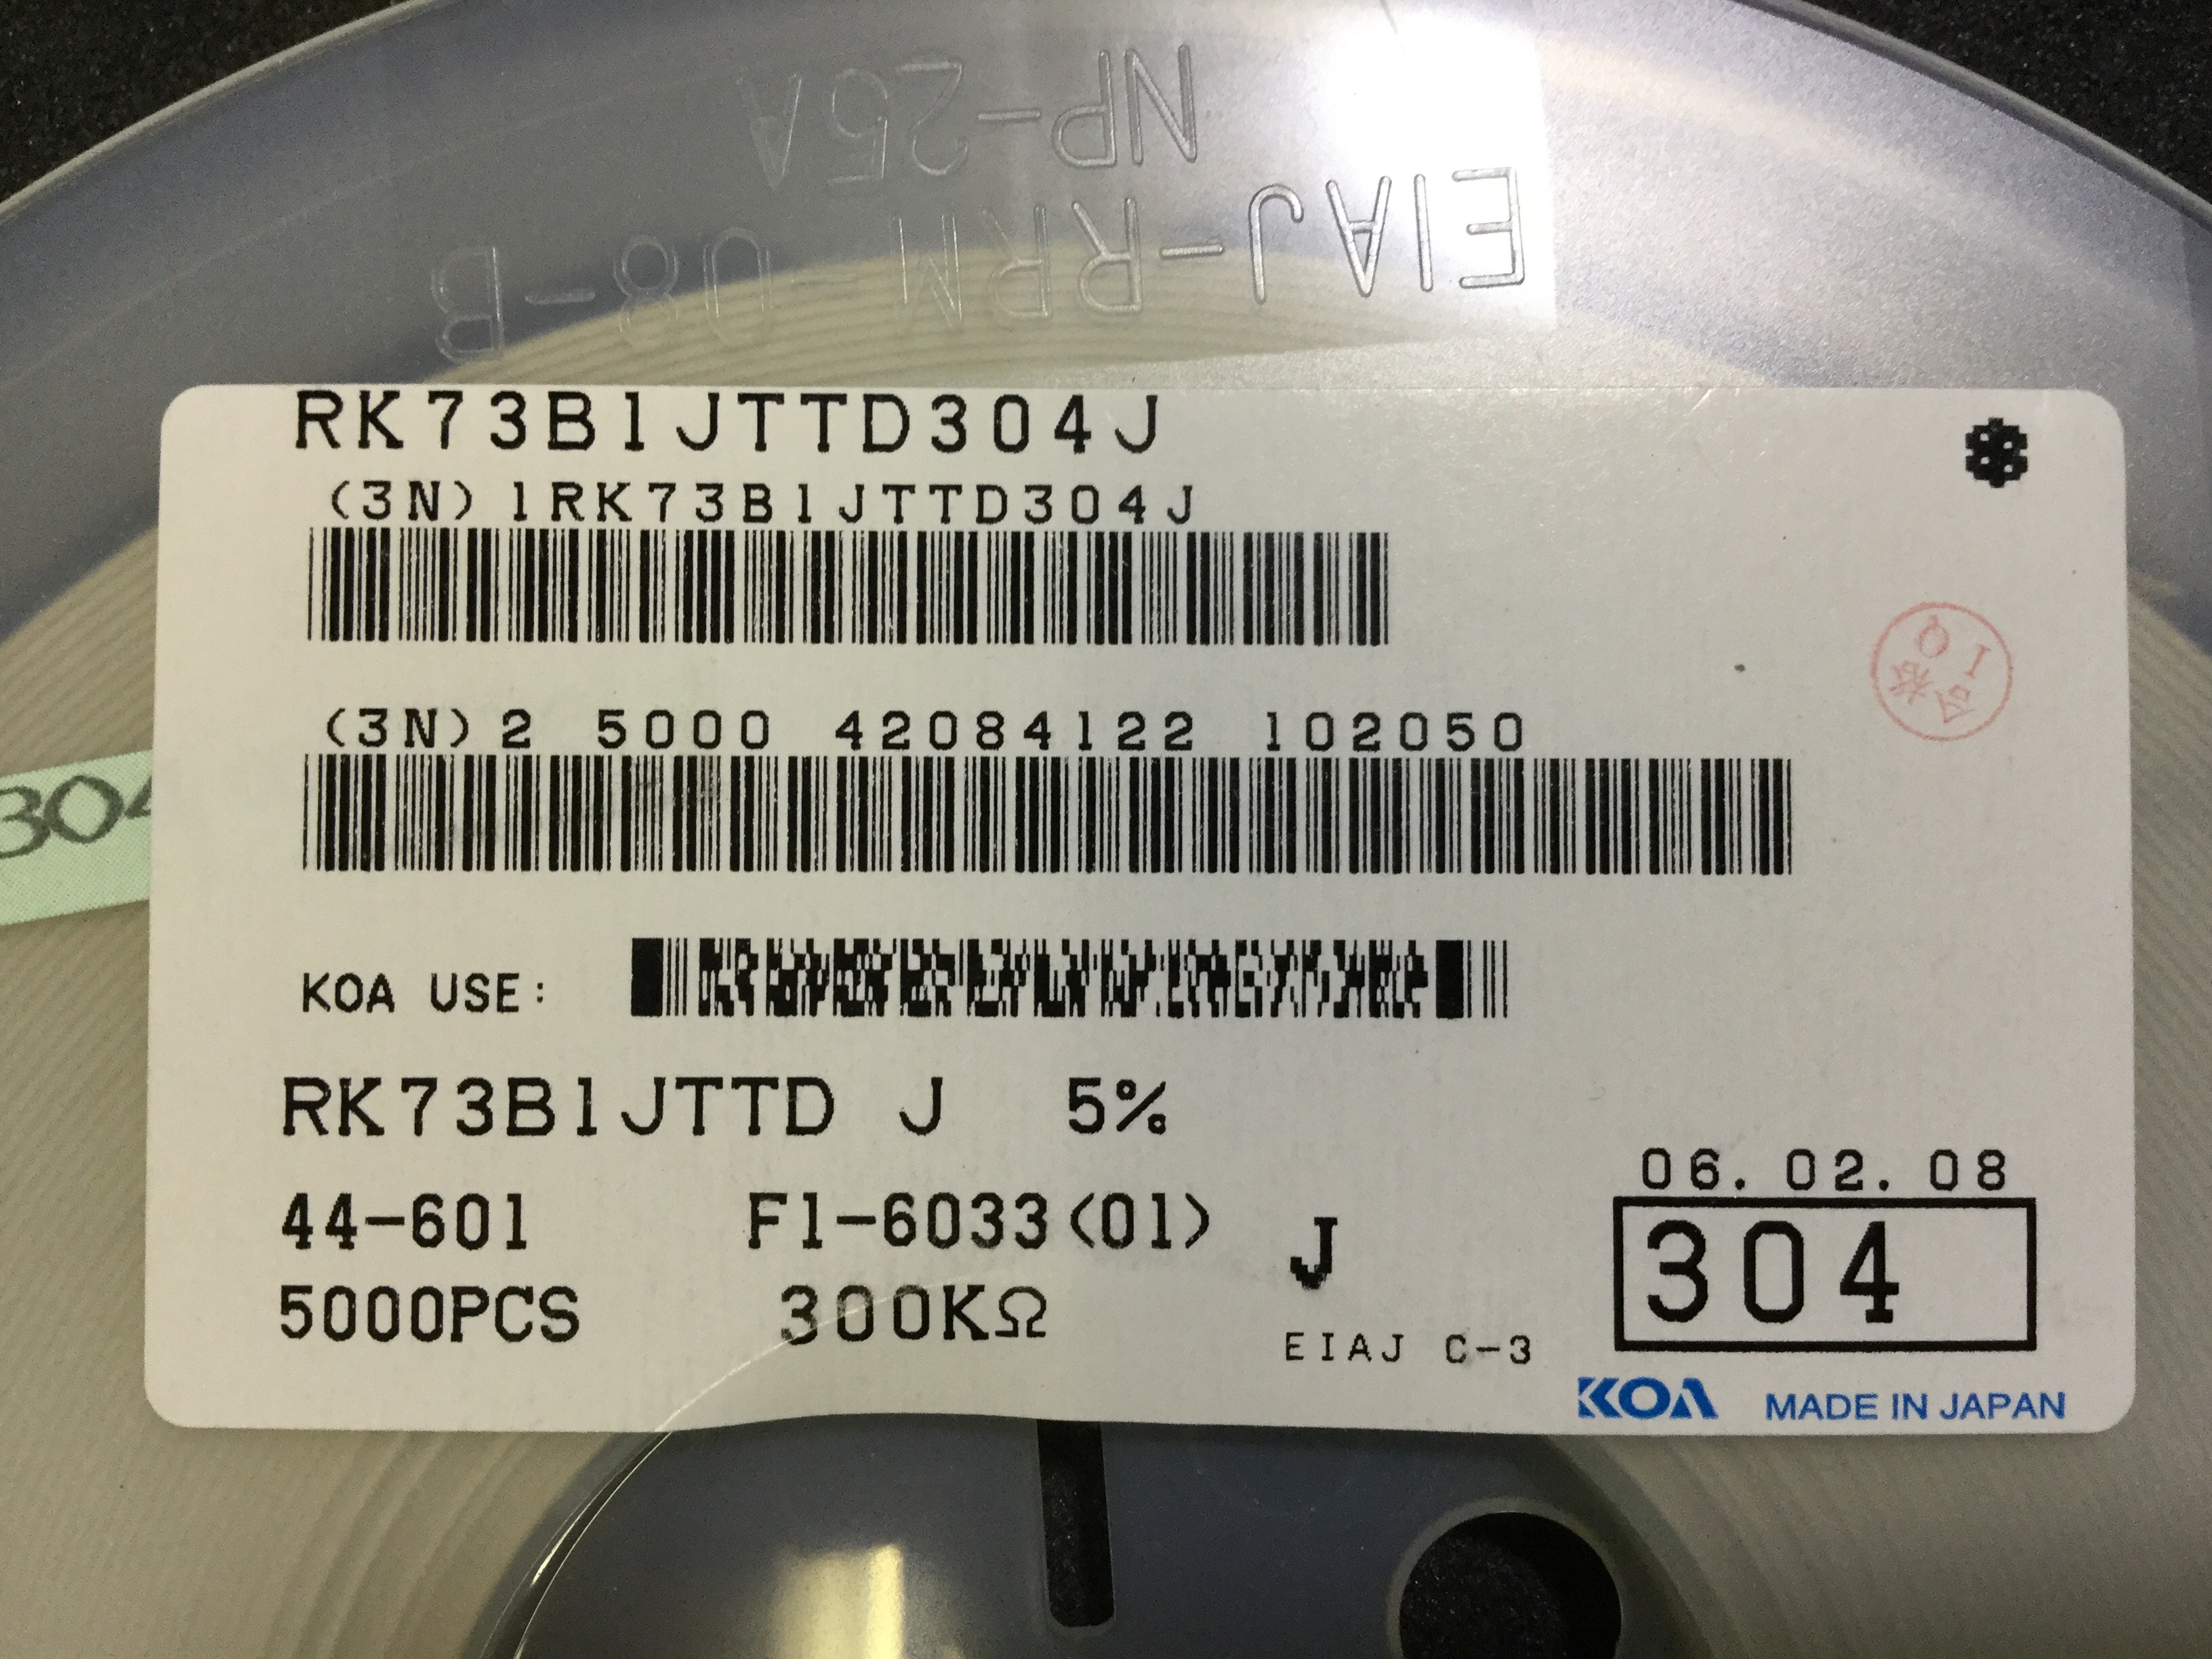 NP-25A
EIAJ-RRM-08-B
RK73B1JTTD304J
(3N)1RK73B1JTTD304J
(3N)2 5000 42084122 102050
304
KOA USE:
RK73B1JTTD J 5%
06.02.08
44-601 F1-6033(01) J
304
5000PCS 300KΩ
EIAJ C-3
KOA MADE IN JAPAN